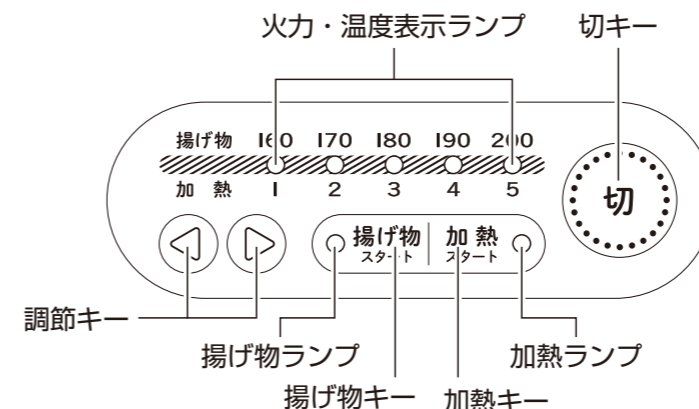 火力・温度表示ランプ 切キー
揚げ物 160 170 180 190 200
加熱 1 2 3 4 5
切
揚げ物 スタート 加熱 スタート
調節キー
揚げ物ランプ 加熱ランプ
揚げ物キー 加熱キー